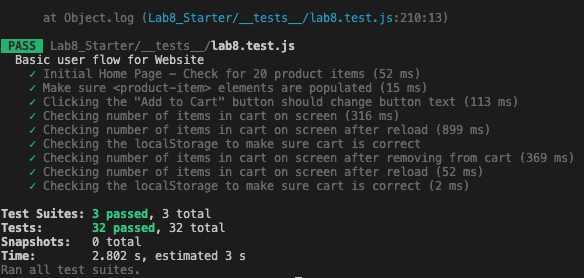 at Object.log (Lab8_Starter/__tests__/lab8.test.js:210:13)
PASS Lab8_Starter/__tests__/lab8.test.js
Basic user flow for Website
✓ Initial Home Page - Check for 20 product items (52 ms)
✓ Make sure <product-item> elements are populated (15 ms)
✓ Clicking the "Add to Cart" button should change button text (113 ms)
✓ Checking number of items in cart on screen (316 ms)
✓ Checking number of items in cart on screen after reload (899 ms)
✓ Checking the localStorage to make sure cart is correct
✓ Checking number of items in cart on screen after removing from cart (369 ms)
✓ Checking number of items in cart on screen after reload (52 ms)
✓ Checking the localStorage to make sure cart is correct (2 ms)
Test Suites: 3 passed, 3 total
Tests: 32 passed, 32 total
Snapshots: 0 total
Time: 2.802 s, estimated 3 s
Ran all test suites.